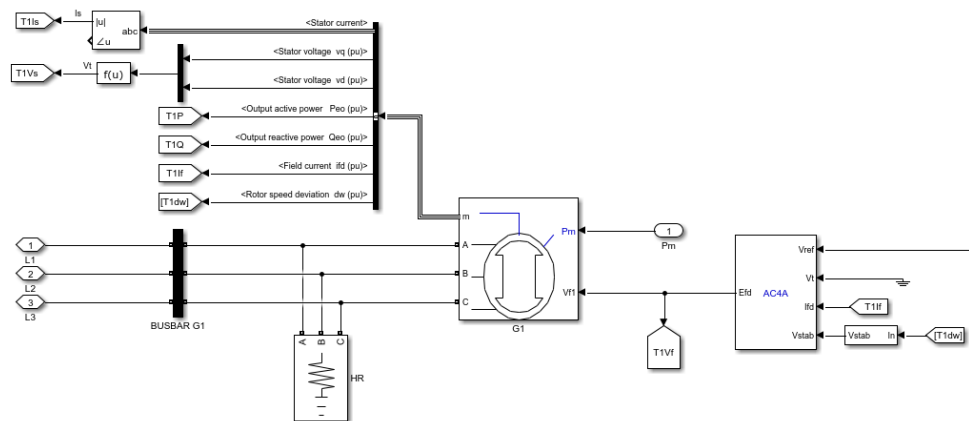 Is
T1Is
|u|
∠u
abc
<Stator current>
<Stator voltage vq (pu)>
Vt
T1Vs
f(u)
<Stator voltage vd (pu)>
T1P
<Output active power Peo (pu)>
T1Q
<Output reactive power Qeo (pu)>
T1If
<Field current ifd (pu)>
[T1dw]
<Rotor speed deviation dw (pu)>
m
Pm
1
Pm
1
L1
A
2
L2
B
3
L3
C
BUSBAR G1
Vf1
G1
Efd
AC4A
Vref
Vt
Ifd
T1If
Vstab
Vstab
In
[T1dw]
T1Vf
A
B
C
HR